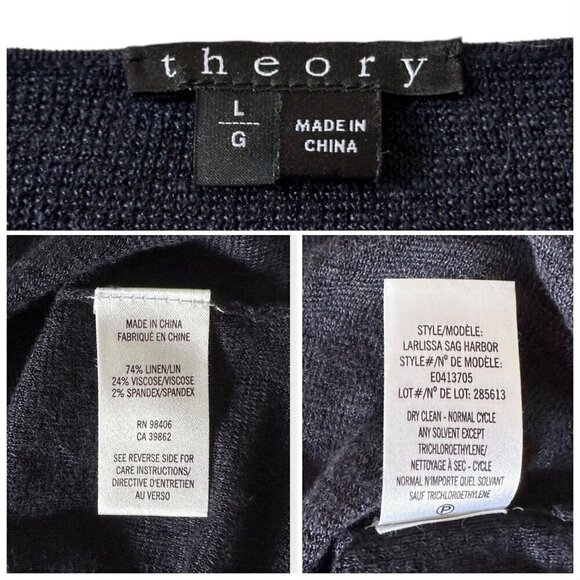 theory
L
G
MADE IN
CHINA
MADE IN CHINA
FABRIQUÉ EN CHINE
74% LINEN/LIN
24% VISCOSE/VISCOSE
2% SPANDEX/SPANDEX
RN 98406
CA 39862
SEE REVERSE SIDE FOR
CARE INSTRUCTIONS/
DIRECTIVE D'ENTRETIEN
AU VERSO
STYLE/MODÈLE:
LARLISSA SAG HARBOR
STYLE#/N° DE MODÈLE:
E0413705
LOT#/N° DE LOT: 285613
DRY CLEAN - NORMAL CYCLE
ANY SOLVENT EXCEPT
TRICHLOROETHYLENE/
NETTOYAGE À SEC - CYCLE
NORMAL N'IMPORTE QUEL SOLVANT
SAUF TRICHLOROETHYLENE
P